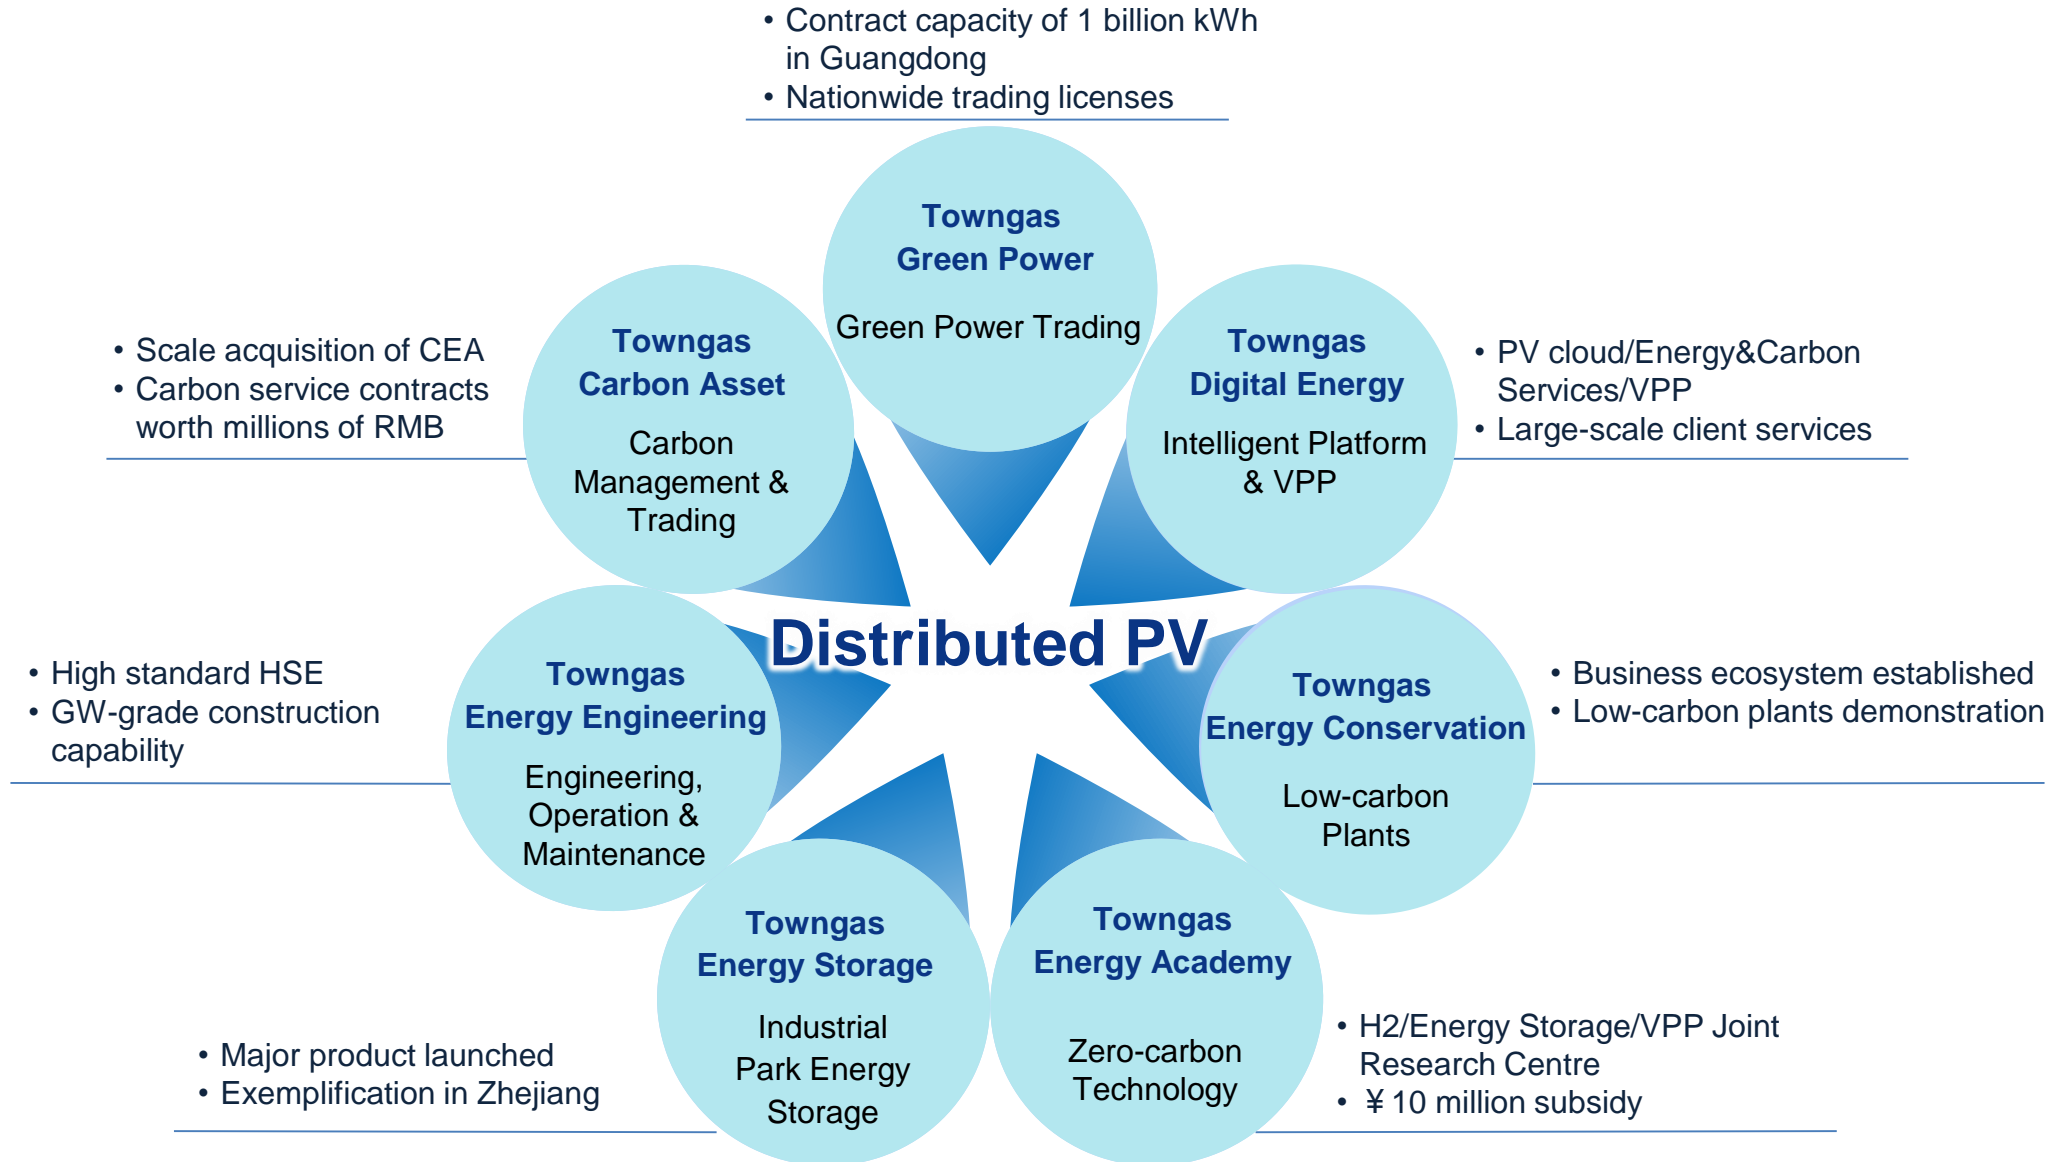 • Contract capacity of 1 billion kWh
in Guangdong
• Nationwide trading licenses
Towngas
Green Power
Green Power Trading
• Scale acquisition of CEA
• Carbon service contracts
worth millions of RMB
Towngas
Carbon Asset
Carbon
Management &
Trading
Towngas
Digital Energy
Intelligent Platform
& VPP
• PV cloud/Energy&Carbon
Services/VPP
• Large-scale client services
Distributed PV
• High standard HSE
• GW-grade construction
capability
Towngas
Energy Engineering
Engineering,
Operation &
Maintenance
Towngas
Energy Conservation
Low-carbon
Plants
• Business ecosystem established
• Low-carbon plants demonstration
• Major product launched
• Exemplification in Zhejiang
Towngas
Energy Storage
Industrial
Park Energy
Storage
Towngas
Energy Academy
Zero-carbon
Technology
• H2/Energy Storage/VPP Joint
Research Centre
• ¥10 million subsidy